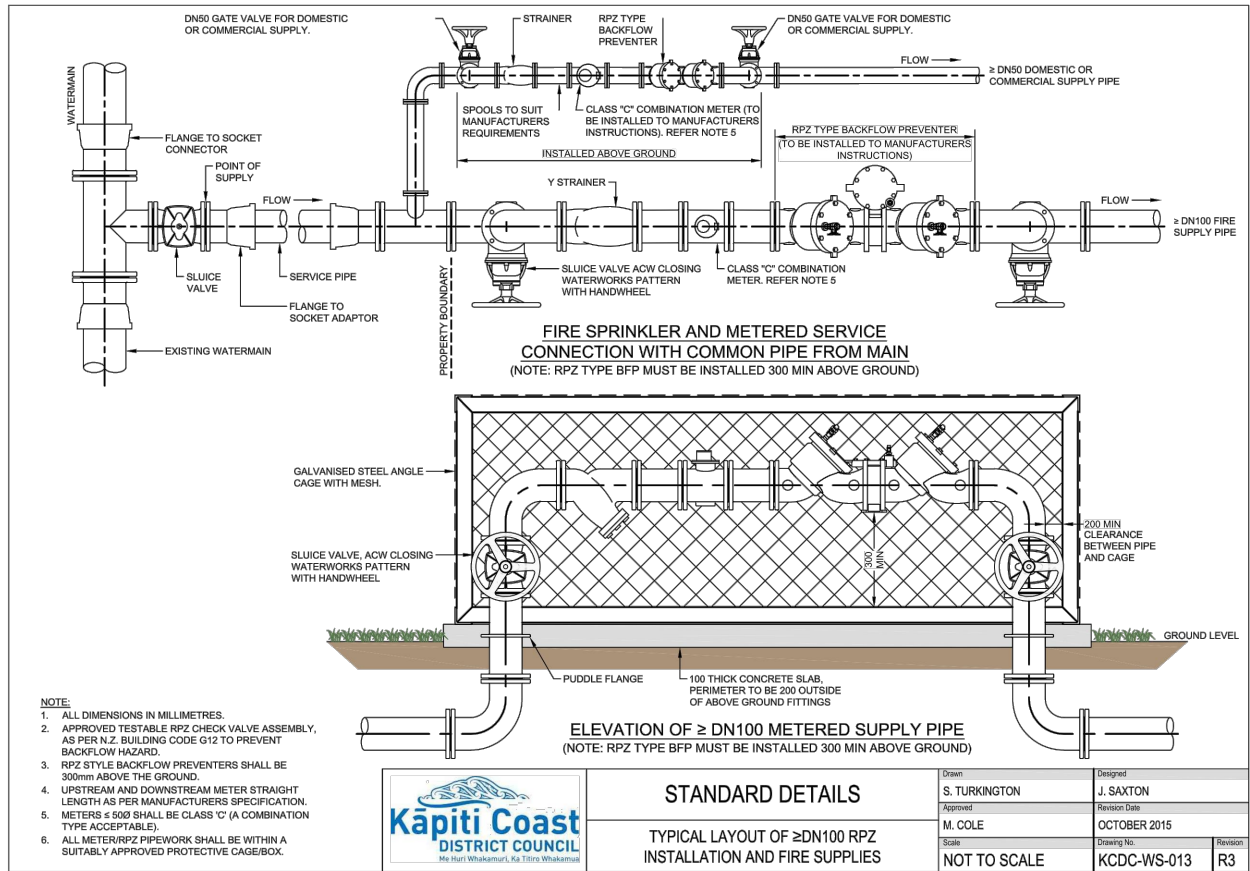 DN50 GATE VALVE FOR DOMESTIC
OR COMMERCIAL SUPPLY.
STRAINER
RPZ TYPE
BACKFLOW
PREVENTER
DN50 GATE VALVE FOR DOMESTIC
OR COMMERCIAL SUPPLY.
FLOW
≥ DN50 DOMESTIC OR
COMMERCIAL SUPPLY PIPE
WATERMAIN
FLANGE TO SOCKET
CONNECTOR
SPOOLS TO SUIT
MANUFACTURERS
REQUIREMENTS
CLASS "C" COMBINATION METER (TO
BE INSTALLED TO MANUFACTURERS
INSTRUCTIONS). REFER NOTE 5
RPZ TYPE BACKFLOW PREVENTER
(TO BE INSTALLED TO MANUFACTURERS
INSTRUCTIONS)
INSTALLED ABOVE GROUND
POINT OF
SUPPLY
Y STRAINER
FLOW
FLOW
≥ DN100 FIRE
SUPPLY PIPE
SLUICE
VALVE
SERVICE PIPE
SLUICE VALVE ACW CLOSING
WATERWORKS PATTERN
WITH HANDWHEEL
CLASS "C" COMBINATION
METER. REFER NOTE 5
FLANGE TO
SOCKET ADAPTOR
PROPERTY BOUNDARY
EXISTING WATERMAIN
FIRE SPRINKLER AND METERED SERVICE
CONNECTION WITH COMMON PIPE FROM MAIN
(NOTE: RPZ TYPE BFP MUST BE INSTALLED 300 MIN ABOVE GROUND)
GALVANISED STEEL ANGLE
CAGE WITH MESH.
SLUICE VALVE, ACW CLOSING
WATERWORKS PATTERN
WITH HANDWHEEL
300
MIN
200 MIN
CLEARANCE
BETWEEN PIPE
AND CAGE
GROUND LEVEL
PUDDLE FLANGE
100 THICK CONCRETE SLAB,
PERIMETER TO BE 200 OUTSIDE
OF ABOVE GROUND FITTINGS
ELEVATION OF ≥ DN100 METERED SUPPLY PIPE
(NOTE: RPZ TYPE BFP MUST BE INSTALLED 300 MIN ABOVE GROUND)
NOTE:
1. ALL DIMENSIONS IN MILLIMETRES.
2. APPROVED TESTABLE RPZ CHECK VALVE ASSEMBLY,
AS PER N.Z. BUILDING CODE G12 TO PREVENT
BACKFLOW HAZARD.
3. RPZ STYLE BACKFLOW PREVENTERS SHALL BE
300mm ABOVE THE GROUND.
4. UPSTREAM AND DOWNSTREAM METER STRAIGHT
LENGTH AS PER MANUFACTURERS SPECIFICATION.
5. METERS ≤ 50Ø SHALL BE CLASS 'C' (A COMBINATION
TYPE ACCEPTABLE).
6. ALL METER/RPZ PIPEWORK SHALL BE WITHIN A
SUITABLY APPROVED PROTECTIVE CAGE/BOX.
Kāpiti Coast
DISTRICT COUNCIL
Me Huri Whakamuri, Ka Titiro Whakamua
STANDARD DETAILS
TYPICAL LAYOUT OF ≥DN100 RPZ
INSTALLATION AND FIRE SUPPLIES
Drawn
S. TURKINGTON
Designed
J. SAXTON
Approved
M. COLE
Revision Date
OCTOBER 2015
Scale
NOT TO SCALE
Drawing No.
KCDC-WS-013
Revision
R3